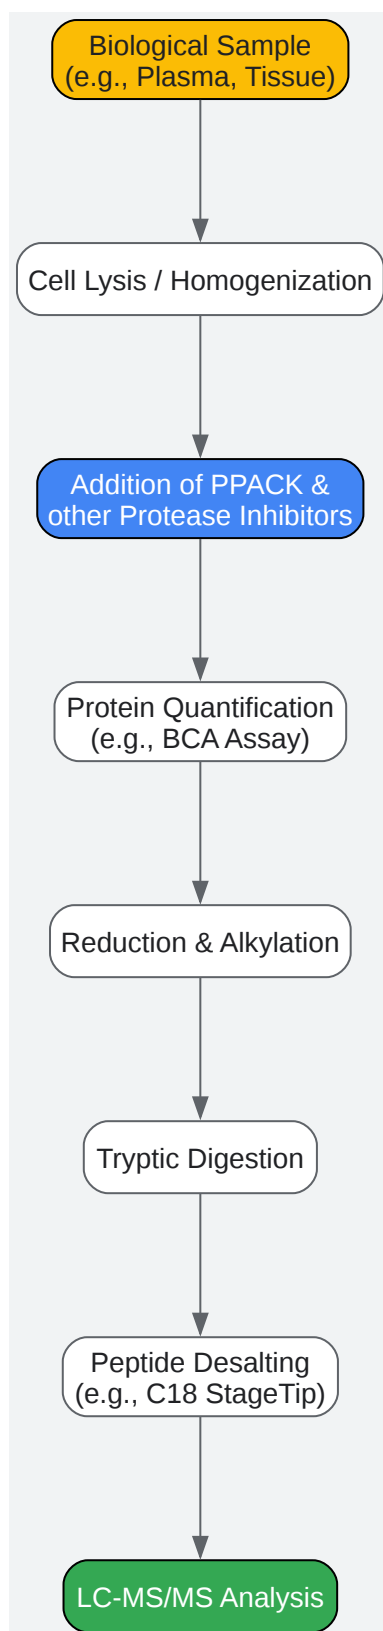 Biological Sample
(e.g., Plasma, Tissue)
Cell Lysis / Homogenization
Addition of PPACK &
other Protease Inhibitors
Protein Quantification
(e.g., BCA Assay)
Reduction & Alkylation
Tryptic Digestion
Peptide Desalting
(e.g., C18 StageTip)
LC-MS/MS Analysis